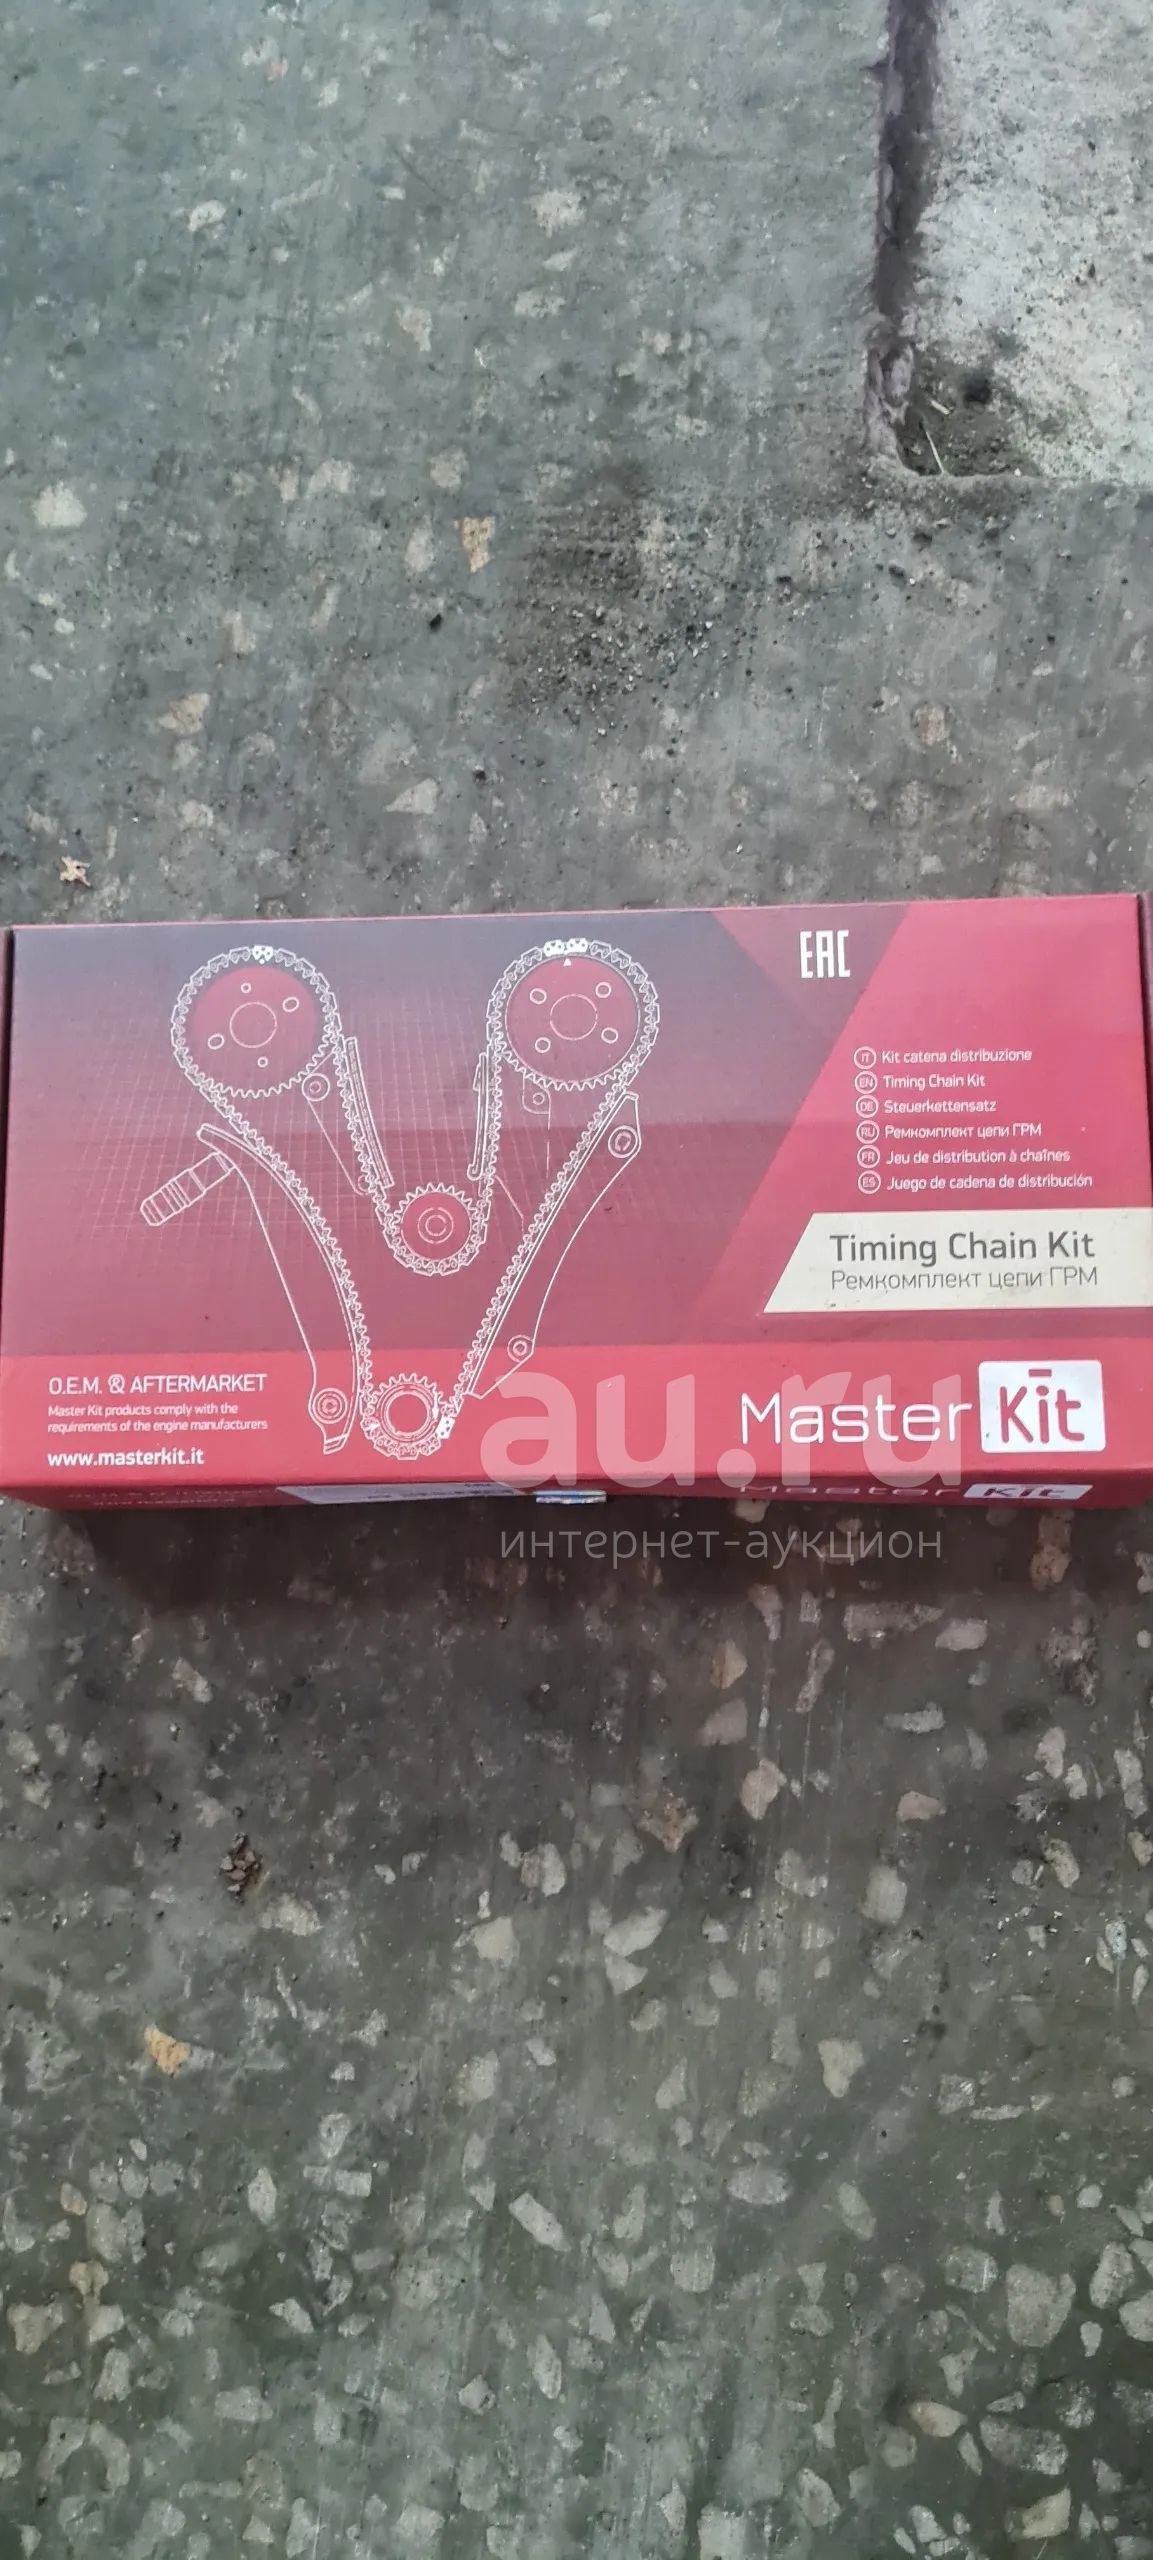 EAC
IT Kit catena distribuzione
EN Timing Chain Kit
DE Steuerkettensatz
RU Ремкомплект цепи ГРМ
FR Jeu de distribution à chaînes
ES Juego de cadena de distribución
Timing Chain Kit
Ремкомплект цепи ГРМ
O.E.M. & AFTERMARKET
Master Kit products comply with the
requirements of the engine manufacturers
www.masterkit.it
Master Kit
au.ru
Master Kit
интернет-аукцион